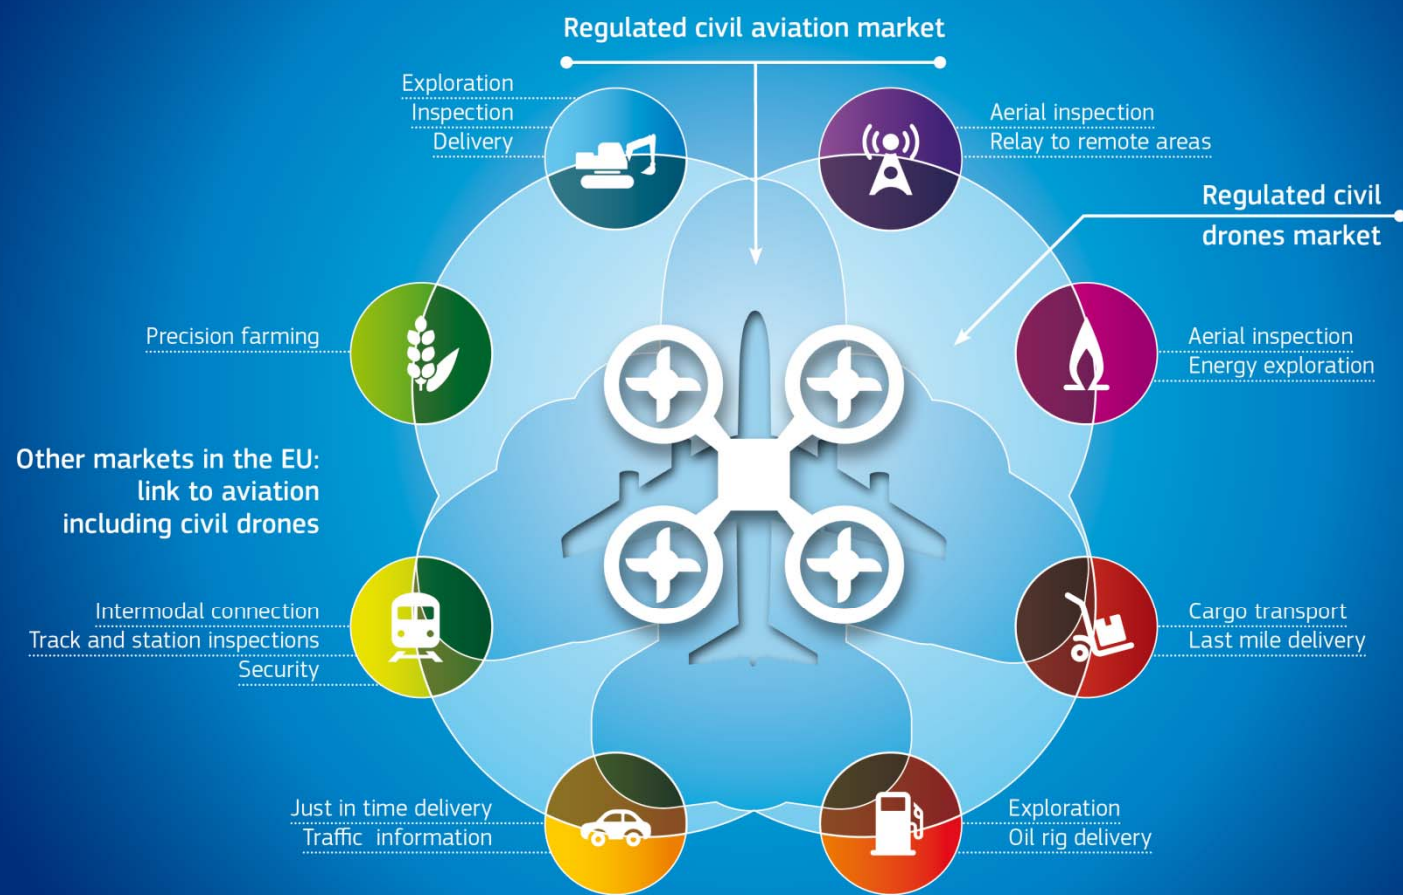 Regulated civil aviation market
Exploration
Inspection
Delivery
Aerial inspection
Relay to remote areas
Regulated civil
drones market
Precision farming
Aerial inspection
Energy exploration
Other markets in the EU:
link to aviation
including civil drones
Intermodal connection
Track and station inspections
Security
Cargo transport
Last mile delivery
Just in time delivery
Traffic information
Exploration
Oil rig delivery